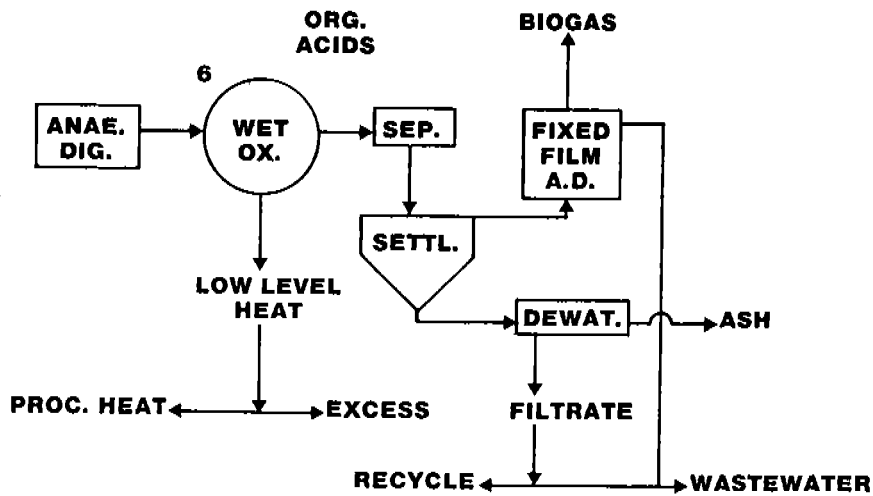 ORG.
ACIDS
BIOGAS
6
ANAE.
DIG.
WET
OX.
SEP.
FIXED
FILM
A.D.
SETTL.
LOW LEVEL
HEAT
DEWAT.
ASH
PROC. HEAT
EXCESS
FILTRATE
RECYCLE
WASTEWATER